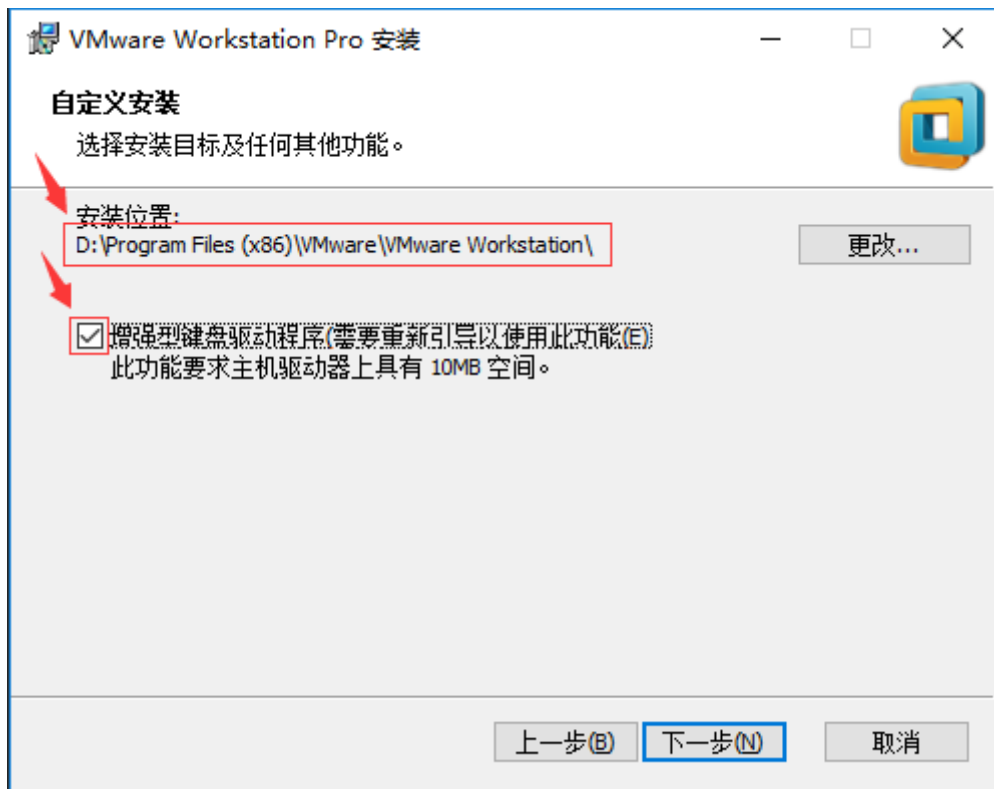 VMware Workstation Pro 安装
自定义安装
选择安装目标及任何其他功能。
安装位置:
D:\Program Files (x86)\VMware\VMware Workstation\
更改...
增强型键盘驱动程序(需要重新引导以使用此功能(E)
此功能要求主机驱动器上具有 10MB 空间。
上一步(B)
下一步(N)
取消